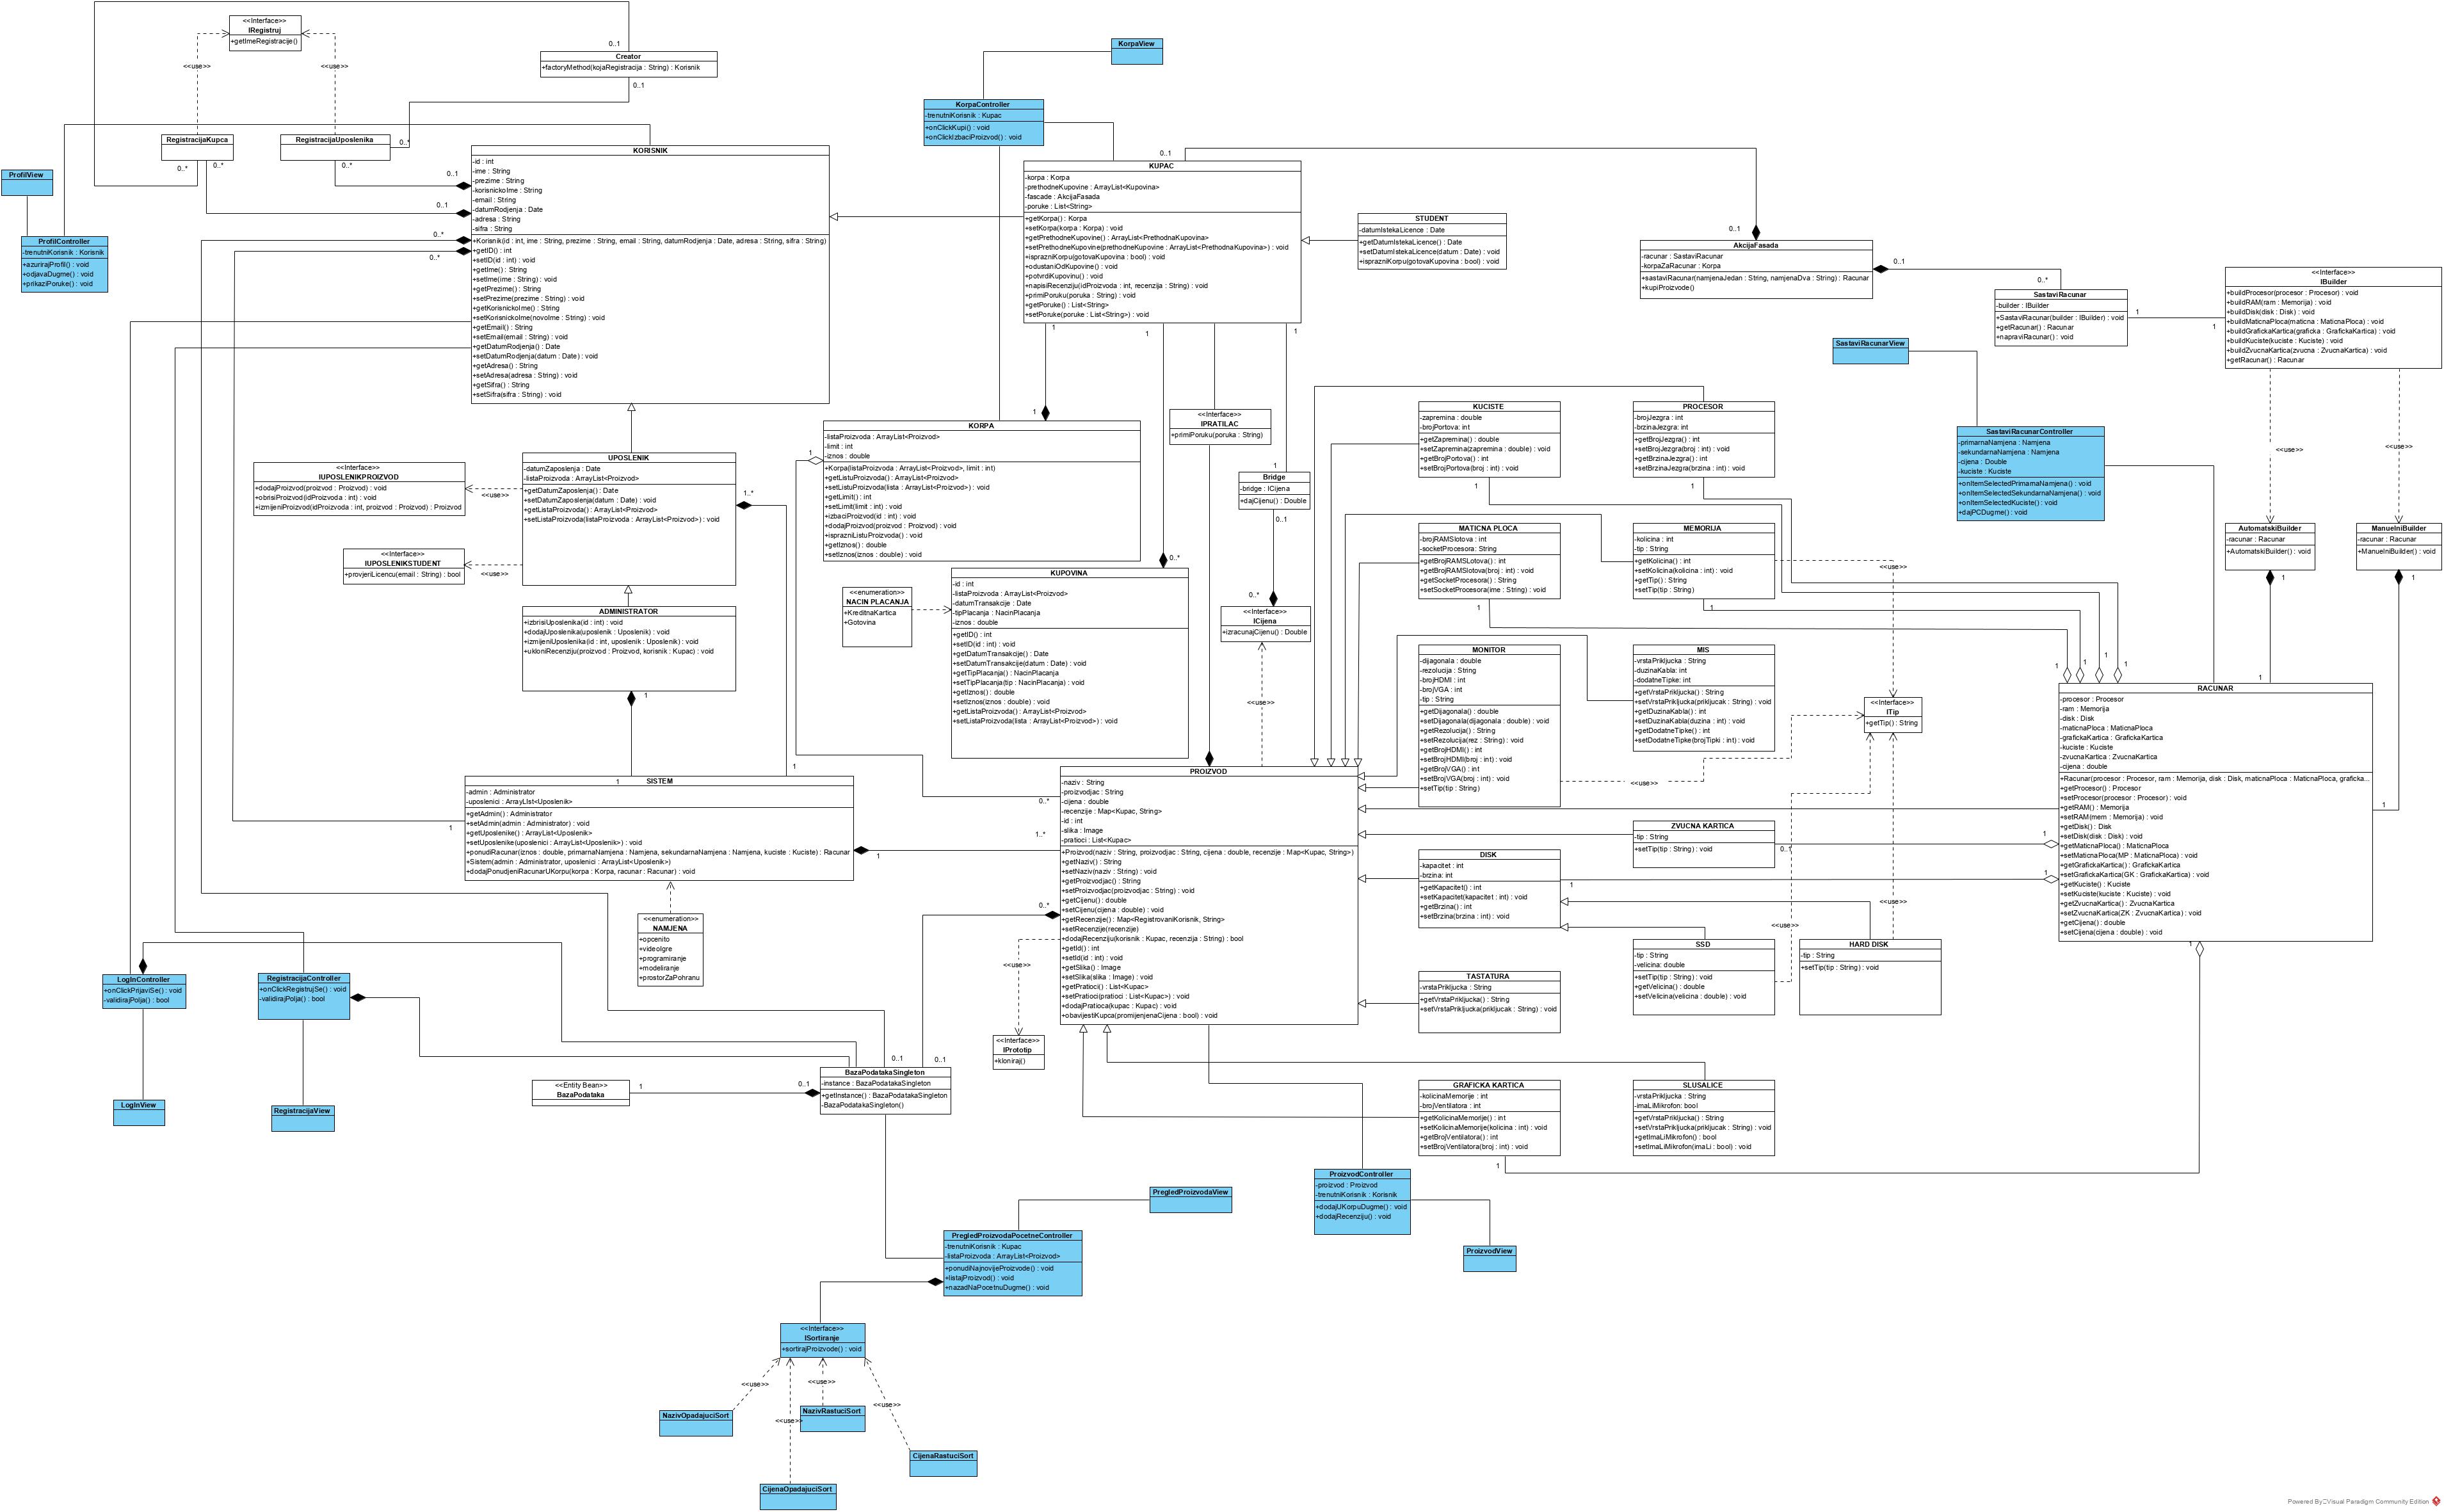 <<Interface>>
IRegistruj
+getImeRegistracije()
<<use>>
<<use>>
0..1
Creator
+factoryMethod(kojaRegistracija : String) : Korisnik
0..1
RegistracijaKupca
0..*
0..*
RegistracijaUposlenika
0..*
0..*
ProfilView
ProfilController
-trenutniKorisnik : Korisnik
+azurirajProfil() : void
+odjavaDugme() : void
+prikaziPoruke() : void
0..1
0..1
0..*
0..*
KORISNIK
-id : int
-ime : String
-prezime : String
-korisnickoIme : String
-email : String
-datumRodjenja : Date
-adresa : String
-sifra : String
+Korisnik(id : int, ime : String, prezime : String, email : String, datumRodjenja : Date, adresa : String, sifra : String)
+getID() : int
+setID(id : int) : void
+getIme() : String
+setIme(ime : String) : void
+getPrezime() : String
+setPrezime(prezime : String) : void
+getKorisnickoIme() : String
+setKorisnickoIme(novoIme : String) : void
+getEmail() : String
+setEmail(email : String) : void
+getDatumRodjenja() : Date
+setDatumRodjenja(datum : Date) : void
+getAdresa() : String
+setAdresa(adresa : String) : void
+getSifra() : String
+setSifra(sifra : String) : void
KorpaView
KorpaController
-trenutniKorisnik : Kupac
+onClickKupi() : void
+onClickIzbaciProizvod() : void
0..1
KUPAC
-korpa : Korpa
-prethodneKupovine : ArrayList<Kupovina>
-fascade : AkcijaFasada
-poruke : List<String>
+getKorpa() : Korpa
+setKorpa(korpa : Korpa) : void
+getPrethodneKupovine() : ArrayList<PrethodnaKupovina>
+setPrethodneKupovine(prethodneKupovine : ArrayList<PrethodnaKupovina>) : void
+isprazniKorpu(gotovaKupovina : bool) : void
+odustaniOdKupovine() : void
+potvrdiKupovinu() : void
+napisiRecenziju(idProizvoda : int, recenzija : String) : void
+primiPoruku(poruka : String) : void
+getPoruke() : List<String>
+setPoruke(poruke : List<String>) : void
1
1
1
STUDENT
-datumIstekaLicence : Date
+getDatumIstekaLicence() : Date
+setDatumIstekaLicence(datum : Date) : void
+isprazniKorpu(gotovaKupovina : bool) : void
0..1
AkcijaFasada
-racunar : SastaviRacunar
-korpaZaRacunar : Korpa
+sastaviRacunar(namjenaJedan : String, namjenaDva : String) : Racunar
+kupiProizvode()
0..1
0..*
SastaviRacunar
-builder : IBuilder
+SastaviRacunar(builder : IBuilder) : void
+getRacunar() : Racunar
+napraviRacunar() : void
1
1
<<Interface>>
IBuilder
+buildProcesor(procesor : Procesor) : void
+buildRAM(ram : Memorija) : void
+buildDisk(disk : Disk) : void
+buildMaticnaPloca(maticna : MaticnaPloca) : void
+buildGrafickaKartica(graficka : GrafickaKartica) : void
+buildKuciste(kuciste : Kuciste) : void
+buildZvucnaKartica(zvucna : ZvucnaKartica) : void
+getRacunar() : Racunar
<<use>>
<<use>>
SastaviRacunarView
SastaviRacunarController
-primarnaNamjena : Namjena
-sekundarnaNamjena : Namjena
-cijena : Double
-kuciste : Kuciste
+onItemSelectedPrimarnaNamjena() : void
+onItemSelectedSekundarnaNamjena() : void
+onItemSelectedKuciste() : void
+dajPCDugme() : void
AutomatskiBuilder
-racunar : Racunar
+AutomatskiBuilder() : void
1
ManuelniBuilder
-racunar : Racunar
+ManuelniBuilder() : void
1
<<Interface>>
IUPOSLENIKPROIZVOD
+dodajProizvod(proizvod : Proizvod) : void
+obrisiProizvod(idProizvoda : int) : void
+izmijeniProizvod(idProizvoda : int, proizvod : Proizvod) : Proizvod
<<use>>
<<Interface>>
IUPOSLENIKSTUDENT
+provjeriLicencu(email : String) : bool
<<use>>
UPOSLENIK
-datumZaposlenja : Date
-listaProizvoda : ArrayList<Proizvod>
+getDatumZaposlenja() : Date
+setDatumZaposlenja(datum : Date) : void
+getListaProizvoda() : ArrayList<Proizvod>
+setListaProizvoda(listaProizvoda : ArrayList<Proizvod>) : void
1..*
ADMINISTRATOR
+izbrisiUposlenika(id : int) : void
+dodajUposlenika(uposlenik : Uposlenik) : void
+izmijeniUposlenika(id : int, uposlenik : Uposlenik) : void
+ukloniRecenziju(proizvod : Proizvod, korisnik : Kupac) : void
1
1
KORPA
-listaProizvoda : ArrayList<Proizvod>
-limit : int
-iznos : double
+Korpa(listaProizvoda : ArrayList<Proizvod>, limit : int)
+getListuProizvoda() : ArrayList<Proizvod>
+setListuProizvoda(lista : ArrayList<Proizvod>) : void
+getLimit() : int
+setLimit(limit : int) : void
+izbaciProizvod(id : int) : void
+dodajProizvod(proizvod : Proizvod) : void
+isprazniListuProizvoda() : void
+getIznos() : double
+setIznos(iznos : double) : void
1
<<Interface>>
IPRATILAC
+primiPoruku(poruka : String)
1
Bridge
-bridge : ICijena
+dajCijenu() : Double
0..1
0..*
<<enumeration>>
NACIN PLACANJA
+KreditnaKartica
+Gotovina
0..*
KUPOVINA
-id : int
-listaProizvoda : ArrayList<Proizvod>
-datumTransakcije : Date
-tipPlacanja : NacinPlacanja
-iznos : double
+getID() : int
+setID(id : int) : void
+getDatumTransakcije() : Date
+setDatumTransakcije(datum : Date) : void
+getTipPlacanja() : NacinPlacanja
+setTipPlacanja(tip : NacinPlacanja) : void
+getIznos() : double
+setIznos(iznos : double) : void
+getListaProizvoda() : ArrayList<Proizvod>
+setListaProizvoda(lista : ArrayList<Proizvod>) : void
<<Interface>>
ICijena
+izracunajCijenu() : Double
<<use>>
KUCISTE
-zapremina : double
-brojPortova: int
+getZapremina() : double
+setZapremina(zapremina : double) : void
+getBrojPortova() : int
+setBrojPortova(broj : int) : void
1
PROCESOR
-brojJezgra : int
-brzinaJezgra: int
+getBrojJezgra() : int
+setBrojJezgra(broj : int) : void
+getBrzinaJezgra() : int
+setBrzinaJezgra(brzina : int) : void
1
MATICNA PLOCA
-brojRAMSlotova : int
-socketProcesora: String
+getBrojRAMSLotova() : int
+setBrojRAMSlotova(broj : int) : void
+getSocketProcesora() : String
+setSocketProcesora(ime : String) : void
1
MEMORIJA
-kolicina : int
-tip : String
+getKolicina() : int
+setKolicina(kolicina : int) : void
+getTip() : String
+setTip(tip : String)
1
<<use>>
MONITOR
-dijagonala : double
-rezolucija : String
-brojHDMI : int
-brojVGA : int
-tip : String
+getDijagonala() : double
+setDijagonala(dijagonala : double) : void
+getRezolucija() : String
+setRezolucija(rez : String) : void
+getBrojHDMI() : int
+setBrojHDMI(broj : int) : void
+getBrojVGA() : int
+setBrojVGA(broj : int) : void
+setTip(tip : String)
<<use>>
MIS
-vrstaPrikljucka : String
-duzinaKabla: int
-dodatneTipke: int
+getVrstaPrikljucka() : String
+setVrstaPrikljucka(prikljucak : String) : void
+getDuzinaKabla() : int
+setDuzinaKabla(duzina : int) : void
+getDodatneTipke() : int
+setDodatneTipke(brojTipki : int) : void
<<Interface>>
ITip
+getTip() : String
1
1
1
1
1
1
RACUNAR
-procesor : Procesor
-ram : Memorija
-disk : Disk
-maticnaPloca : MaticnaPloca
-grafickaKartica : GrafickaKartica
-kuciste : Kuciste
-zvucnaKartica : ZvucnaKartica
-cijena : double
+Racunar(procesor : Procesor, ram : Memorija, disk : Disk, maticnaPloca : MaticnaPloca, graficka...
+getProcesor() : Procesor
+setProcesor(procesor : Procesor) : void
+getRAM() : Memorija
+setRAM(mem : Memorija) : void
+getDisk() : Disk
+setDisk(disk : Disk) : void
+getMaticnaPloca() : MaticnaPloca
+setMaticnaPloca(MP : MaticnaPloca) : void
+getGrafickaKartica() : GrafickaKartica
+setGrafickaKartica(GK : GrafickaKartica) : void
+getKuciste() : Kuciste
+setKuciste(kuciste : Kuciste) : void
+getZvucnaKartica() : ZvucnaKartica
+setZvucnaKartica(ZK : ZvucnaKartica) : void
+getCijena() : double
+setCijena(cijena : double) : void
1
1
1
1
1
SISTEM
-admin : Administrator
-uposlenici : ArrayLIst<Uposlenik>
+getAdmin() : Administrator
+setAdmin(admin : Administrator) : void
+getUposlenike() : ArrayList<Uposlenik>
+setUposlenike(uposlenici : ArrayList<Uposlenik>) : void
+ponudiRacunar(iznos : double, primarnaNamjena : Namjena, sekundarnaNamjena : Namjena, kuciste : Kuciste) : Racunar
+Sistem(admin : Administrator, uposlenici : ArrayList<Uposlenik>)
+dodajPonudjeniRacunarUKorpu(korpa : Korpa, racunar : Racunar) : void
1
1
<<enumeration>>
NAMJENA
+opcenito
+videoIgre
+programiranje
+modeliranje
+prostorZaPohranu
0..*
1..*
0..*
PROIZVOD
-naziv : String
-proizvodjac : String
-cijena : double
-recenzije : Map<Kupac, String>
-id : int
-slika : Image
-pratioci : List<Kupac>
+Proizvod(naziv : String, proizvodjac : String, cijena : double, recenzije : Map<Kupac, String>)
+getNaziv() : String
+setNaziv(naziv : String) : void
+getProizvodjac() : String
+setProizvodjac(proizvodjac : String) : void
+getCijenu() : double
+setCijenu(cijena : double) : void
+getRecenzije() : Map<RegistrovaniKorisnik, String>
+setRecenzije(recenzije)
+dodajRecenziju(korisnik : Kupac, recenzija : String) : bool
+getId() : int
+setId(id : int) : void
+getSlika() : Image
+setSlika(slika : Image) : void
+getPratioci() : List<Kupac>
+setPratioci(pratioci : List<Kupac>) : void
+dodajPratioca(kupac : Kupac) : void
+obavijestiKupca(promijenjenaCijena : bool) : void
<<use>>
<<Interface>>
IPrototip
+kloniraj()
ZVUCNA KARTICA
-tip : String
+setTip(tip : String) : void
0..1
DISK
-kapacitet : int
-brzina: int
+getKapacitet() : int
+setKapacitet(kapacitet : int) : void
+getBrzina() : int
+setBrzina(brzina : int) : void
1
<<use>>
<<use>>
SSD
-tip : String
-velicina: double
+setTip(tip : String) : void
+getVelicina() : double
+setVelicina(velicina : double) : void
HARD DISK
-tip : String
+setTip(tip : String) : void
TASTATURA
-vrstaPrikljucka : String
+getVrstaPrikljucka() : String
+setVrstaPrikljucka(prikljucak : String) : void
LogInController
+onClickPrijaviSe() : void
-validirajPolja() : bool
RegistracijaController
+onClickRegistrujSe() : void
-validirajPolja() : bool
LogInView
RegistracijaView
<<Entity Bean>>
BazaPodataka
1
0..1
0..1
0..1
BazaPodatakaSingleton
-instance : BazaPodatakaSingleton
+getInstance() : BazaPodatakaSingleton
-BazaPodatakaSingleton()
GRAFICKA KARTICA
-kolicinaMemorije : int
-brojVentilatora : int
+getKolicinaMemorije() : int
+setKolicinaMemorije(kolicina : int) : void
+getBrojVentilatora() : int
+setBrojVentilatora(broj : int) : void
1
SLUSALICE
-vrstaPrikljucka : String
-imaLiMikrofon: bool
+getVrstaPrikljucka() : String
+setVrstaPrikljucka(prikljucak : String) : void
+getImaLiMikrofon() : bool
+setImaLiMikrofon(imaLi : bool) : void
ProizvodController
-proizvod : Proizvod
-trenutniKorisnik : Korisnik
+dodajUKorpuDugme() : void
+dodajRecenziju() : void
ProizvodView
PregledProizvodaView
PregledProizvodaPocetneController
-trenutniKorisnik : Kupac
-listaProizvoda : ArrayList<Proizvod>
+ponudiNajnovijeProizvode() : void
+listajProizvod() : void
+nazadNaPocetnuDugme() : void
<<Interface>>
ISortiranje
+sortirajProizvode() : void
<<use>>
<<use>>
<<use>>
<<use>>
NazivOpadajuciSort
NazivRastuciSort
CijenaRastuciSort
CijenaOpadajuciSort
Powered By Visual Paradigm Community Edition